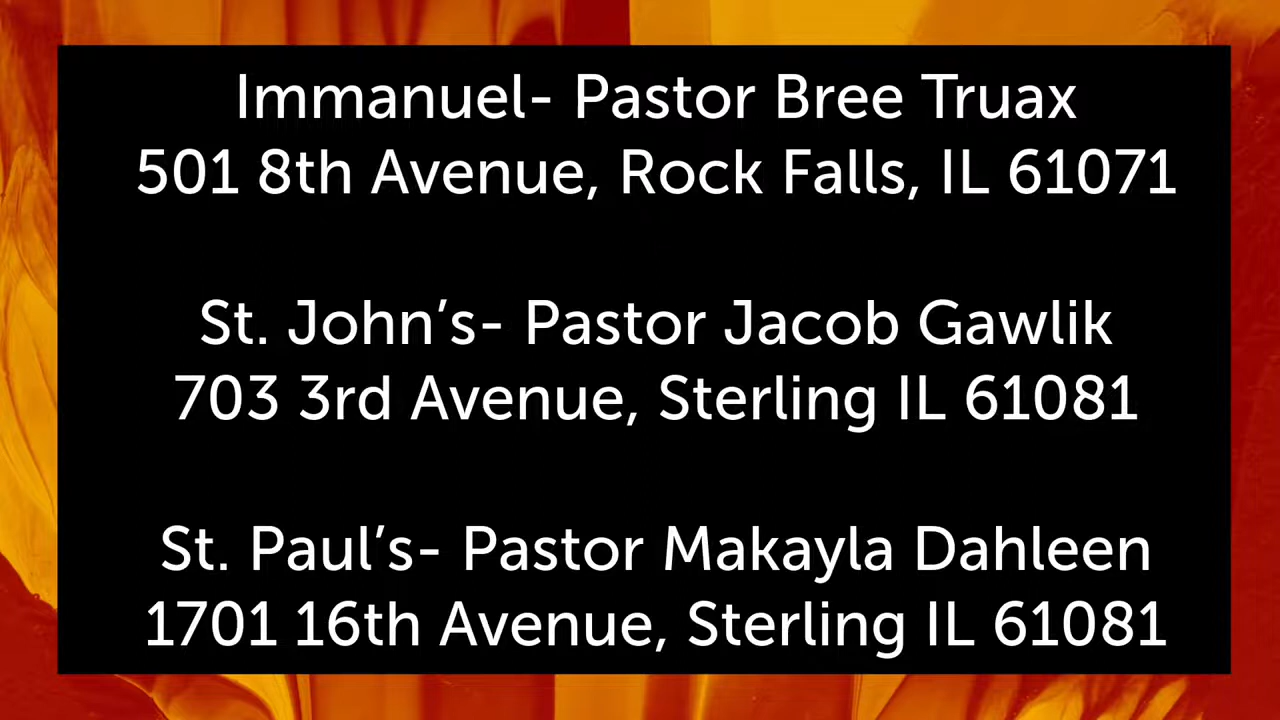 Immanuel- Pastor Bree Truax
501 8th Avenue, Rock Falls, IL 61071
St. John’s- Pastor Jacob Gawlik
703 3rd Avenue, Sterling IL 61081
St. Paul’s- Pastor Makayla Dahleen
1701 16th Avenue, Sterling IL 61081